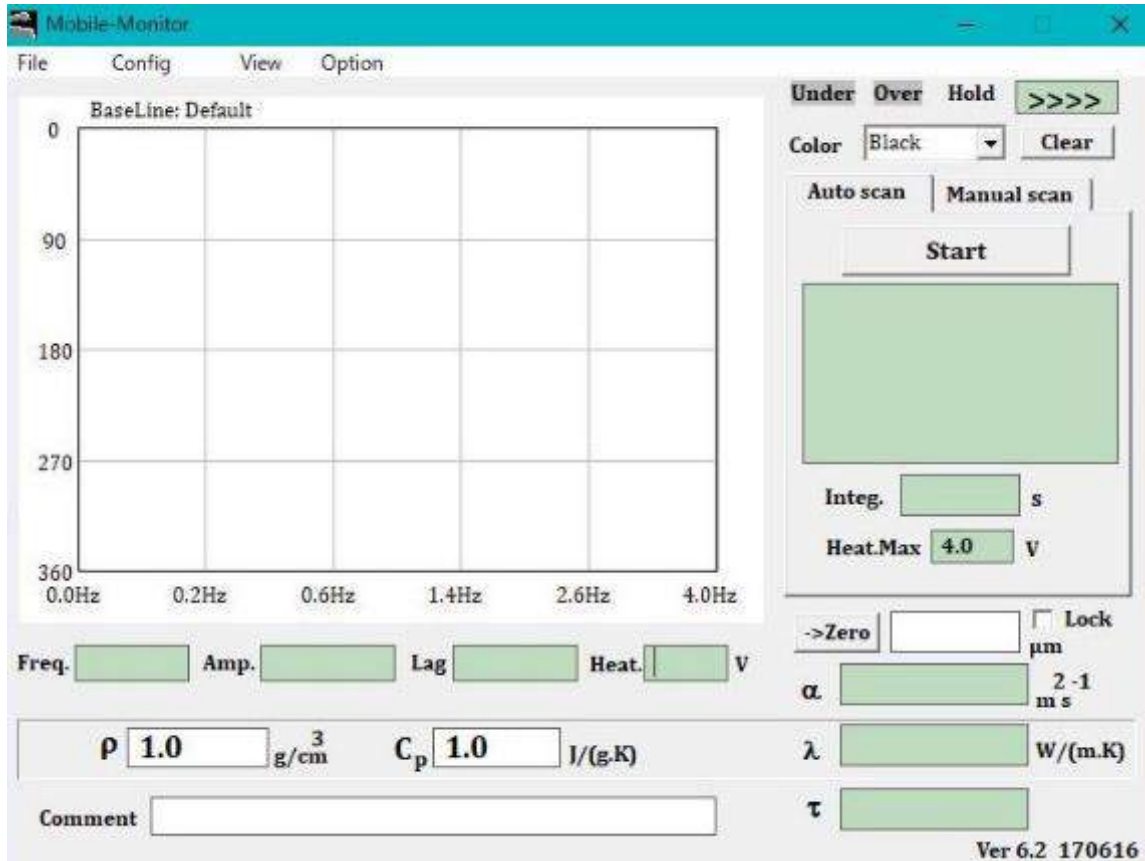 Mobile-Monitor
File Config View Option
Under Over Hold >>>>
BaseLine: Default
Color Black Clear
0
90
180
270
360
0.0Hz 0.2Hz 0.6Hz 1.4Hz 2.6Hz 4.0Hz
Auto scan Manual scan
Start
Integ. s
Heat.Max 4.0 V
->Zero Lock
μm
Freq. Amp. Lag Heat. V
α m2 s-1
ρ 1.0 g/cm3 Cp 1.0 J/(g.K)
λ W/(m.K)
Comment
τ
Ver 6.2 170616